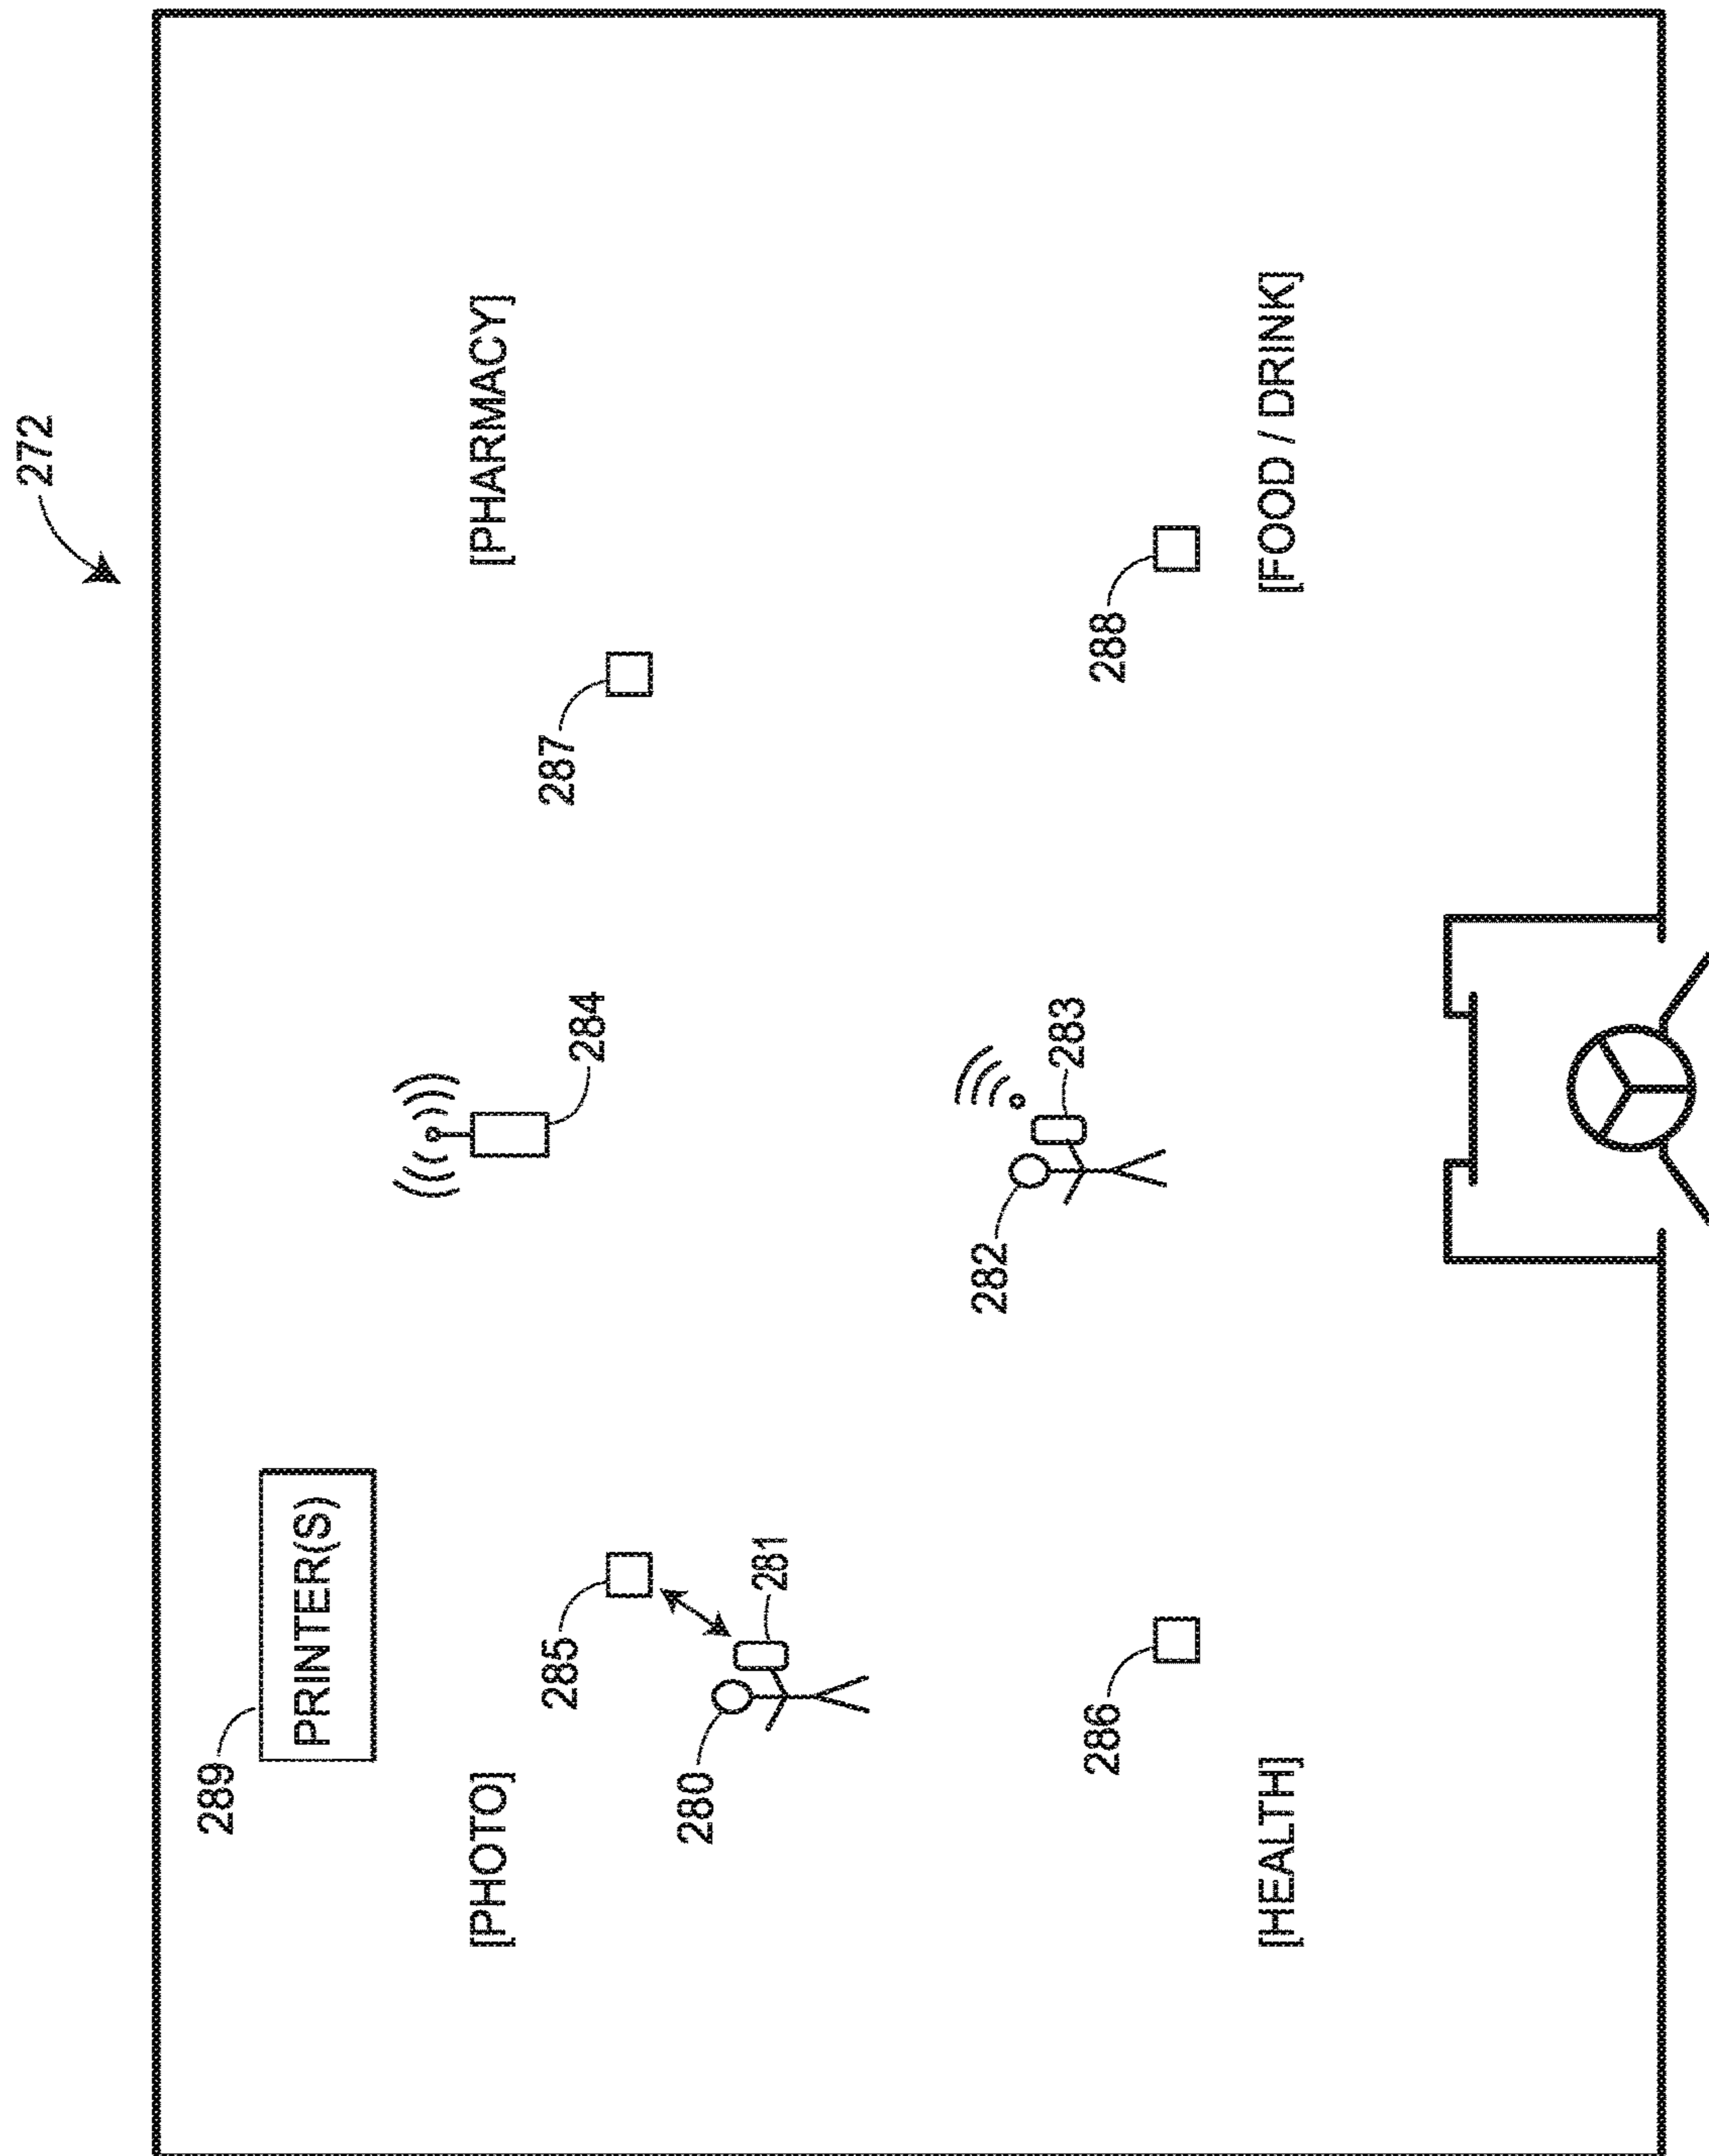 272
289
PRINTER(S)
[PHOTO]
[PHARMACY]
285
284
287
280
281
282
283
286
288
[HEALTH]
[FOOD / DRINK]